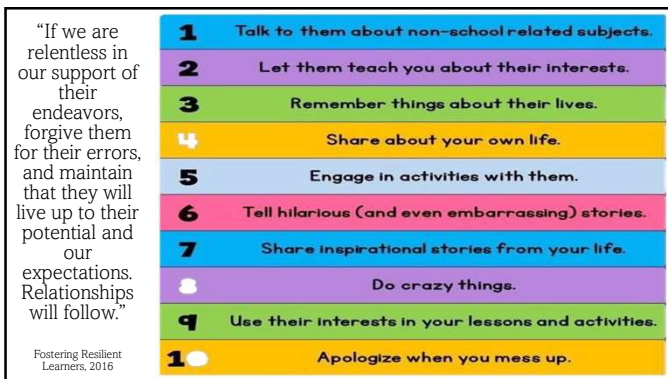 “If we are
relentless in
our support of
their
endeavors,
forgive them
for their errors,
and maintain
that they will
live up to their
potential and
our
expectations.
Relationships
will follow.”
Fostering Resilient
Learners, 2016
1 Talk to them about non-school related subjects.
2 Let them teach you about their interests.
3 Remember things about their lives.
4 Share about your own life.
5 Engage in activities with them.
6 Tell hilarious (and even embarrassing) stories.
7 Share inspirational stories from your life.
8 Do crazy things.
9 Use their interests in your lessons and activities.
10 Apologize when you mess up.